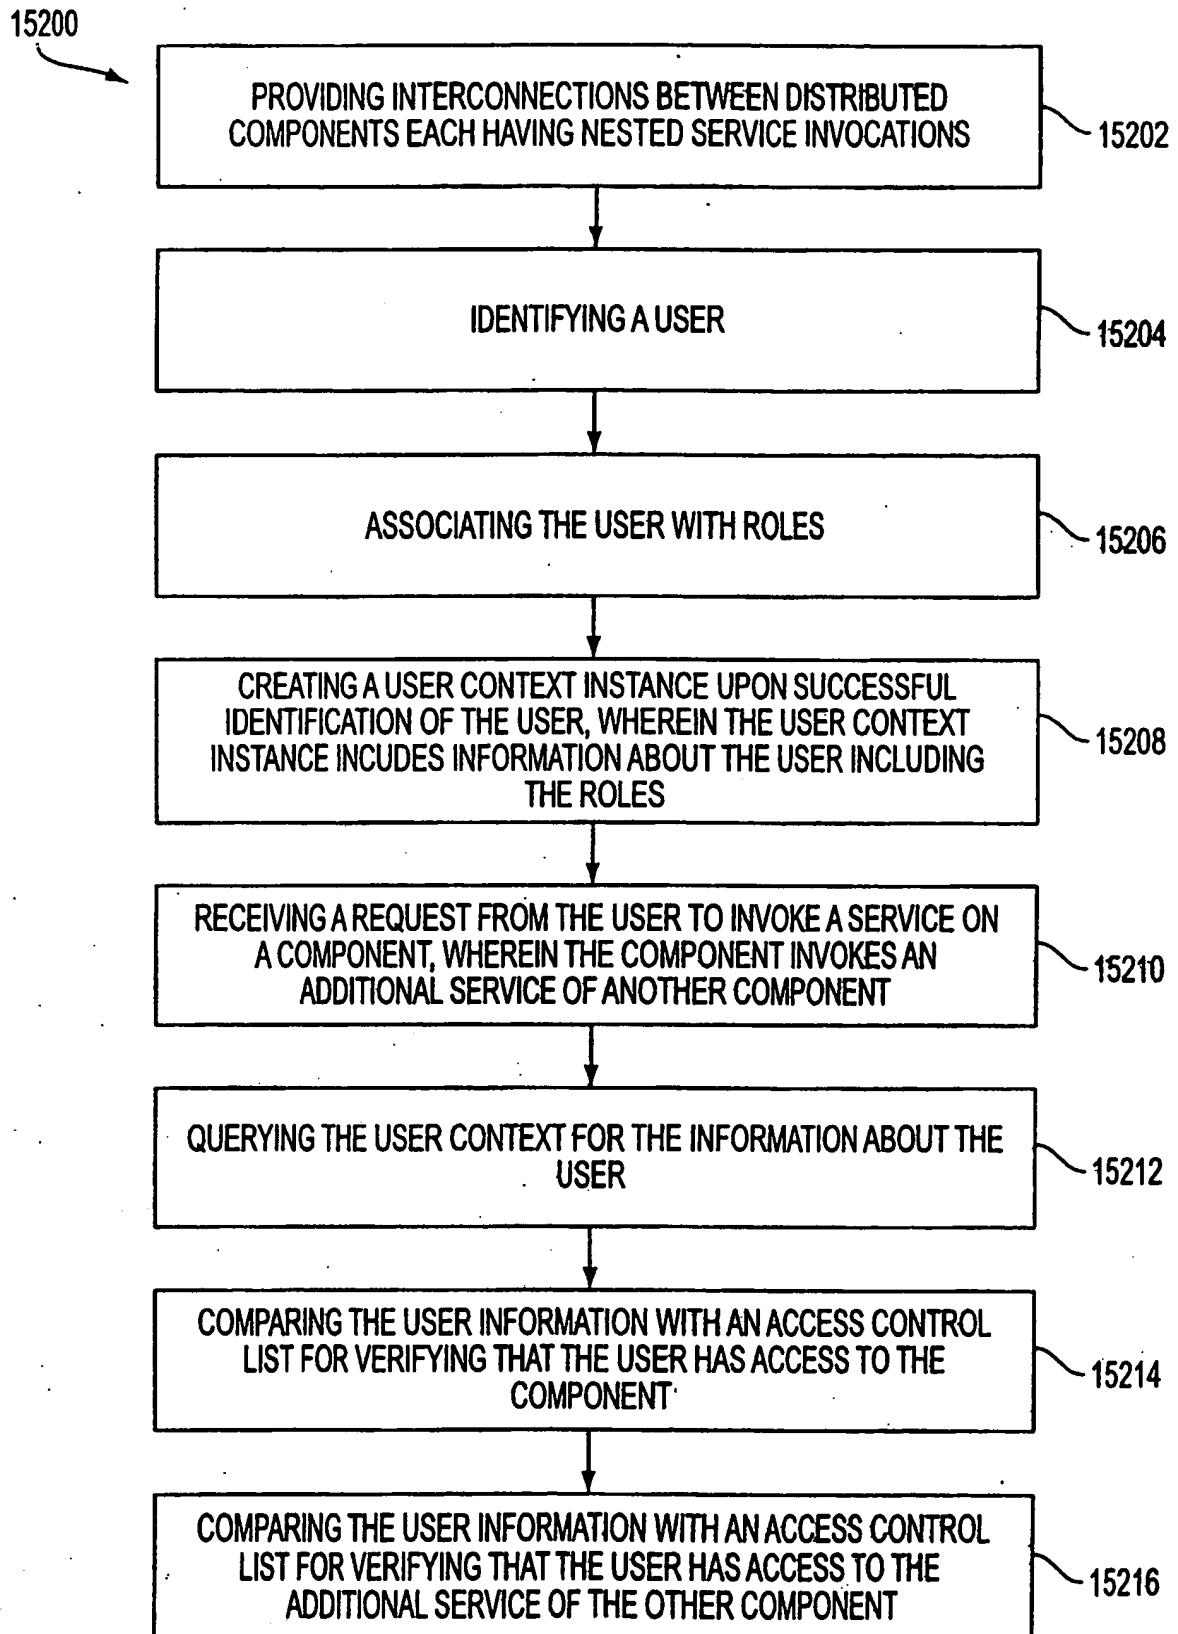 15200
PROVIDING INTERCONNECTIONS BETWEEN DISTRIBUTED
COMPONENTS EACH HAVING NESTED SERVICE INVOCATIONS
15202
IDENTIFYING A USER
15204
ASSOCIATING THE USER WITH ROLES
15206
CREATING A USER CONTEXT INSTANCE UPON SUCCESSFUL
IDENTIFICATION OF THE USER, WHEREIN THE USER CONTEXT
INSTANCE INCUDES INFORMATION ABOUT THE USER INCLUDING
THE ROLES
15208
RECEIVING A REQUEST FROM THE USER TO INVOKE A SERVICE ON
A COMPONENT, WHEREIN THE COMPONENT INVOKES AN
ADDITIONAL SERVICE OF ANOTHER COMPONENT
15210
QUERYING THE USER CONTEXT FOR THE INFORMATION ABOUT THE
USER
15212
COMPARING THE USER INFORMATION WITH AN ACCESS CONTROL
LIST FOR VERIFYING THAT THE USER HAS ACCESS TO THE
COMPONENT
15214
COMPARING THE USER INFORMATION WITH AN ACCESS CONTROL
LIST FOR VERIFYING THAT THE USER HAS ACCESS TO THE
ADDITIONAL SERVICE OF THE OTHER COMPONENT
15216